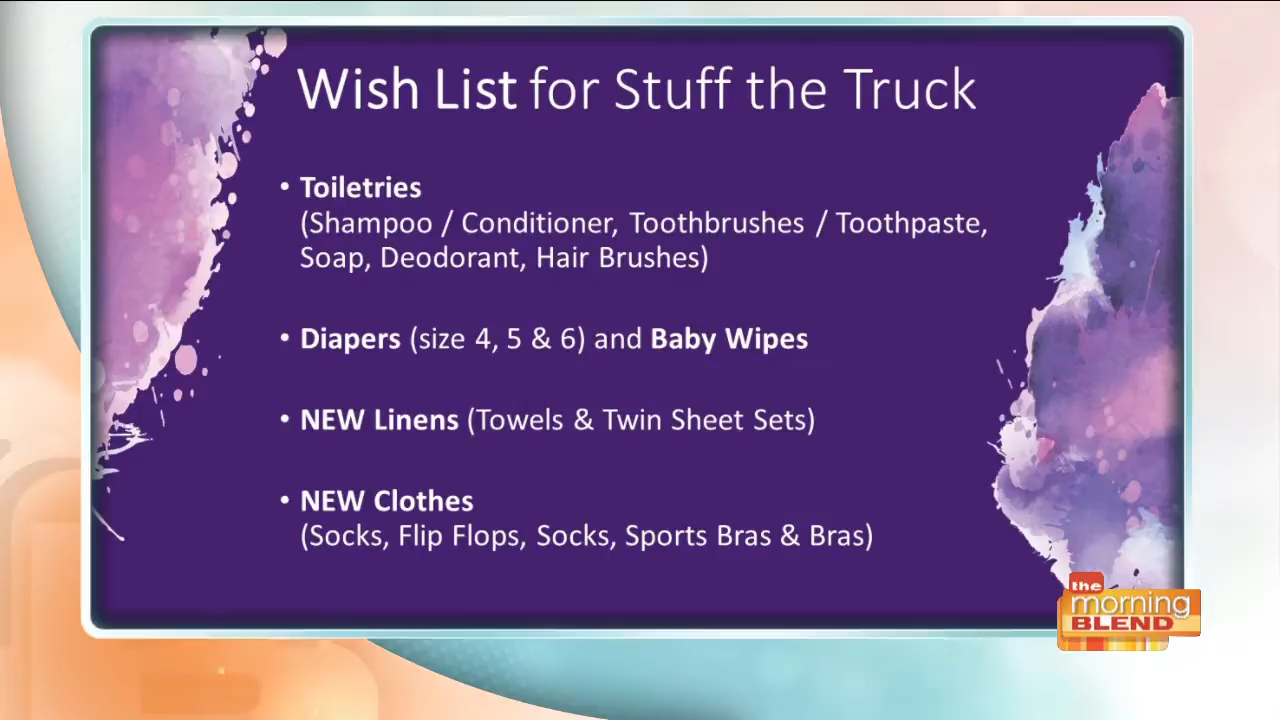 Wish List for Stuff the Truck
• Toiletries
(Shampoo / Conditioner, Toothbrushes / Toothpaste,
Soap, Deodorant, Hair Brushes)
• Diapers (size 4, 5 & 6) and Baby Wipes
• NEW Linens (Towels & Twin Sheet Sets)
• NEW Clothes
(Socks, Flip Flops, Socks, Sports Bras & Bras)
the
morning
BLEND